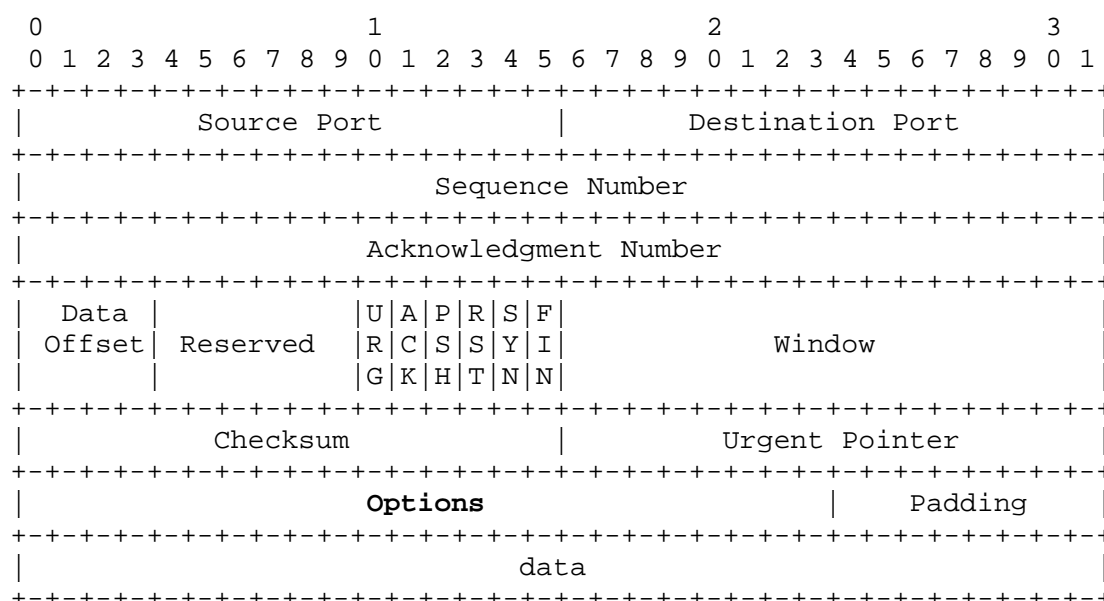 0                   1                   2                   3
0 1 2 3 4 5 6 7 8 9 0 1 2 3 4 5 6 7 8 9 0 1 2 3 4 5 6 7 8 9 0 1
+-+-+-+-+-+-+-+-+-+-+-+-+-+-+-+-+-+-+-+-+-+-+-+-+-+-+-+-+-+-+-+-+
|          Source Port          |       Destination Port        |
+-+-+-+-+-+-+-+-+-+-+-+-+-+-+-+-+-+-+-+-+-+-+-+-+-+-+-+-+-+-+-+-+
|                        Sequence Number                        |
+-+-+-+-+-+-+-+-+-+-+-+-+-+-+-+-+-+-+-+-+-+-+-+-+-+-+-+-+-+-+-+-+
|                    Acknowledgment Number                      |
+-+-+-+-+-+-+-+-+-+-+-+-+-+-+-+-+-+-+-+-+-+-+-+-+-+-+-+-+-+-+-+-+
|  Data |           |U|A|P|R|S|F|                               |
| Offset| Reserved  |R|C|S|S|Y|I|            Window             |
|       |           |G|K|H|T|N|N|                               |
+-+-+-+-+-+-+-+-+-+-+-+-+-+-+-+-+-+-+-+-+-+-+-+-+-+-+-+-+-+-+-+-+
|           Checksum            |         Urgent Pointer        |
+-+-+-+-+-+-+-+-+-+-+-+-+-+-+-+-+-+-+-+-+-+-+-+-+-+-+-+-+-+-+-+-+
|                    Options                    |    Padding    |
+-+-+-+-+-+-+-+-+-+-+-+-+-+-+-+-+-+-+-+-+-+-+-+-+-+-+-+-+-+-+-+-+
|                             data                              |
+-+-+-+-+-+-+-+-+-+-+-+-+-+-+-+-+-+-+-+-+-+-+-+-+-+-+-+-+-+-+-+-+